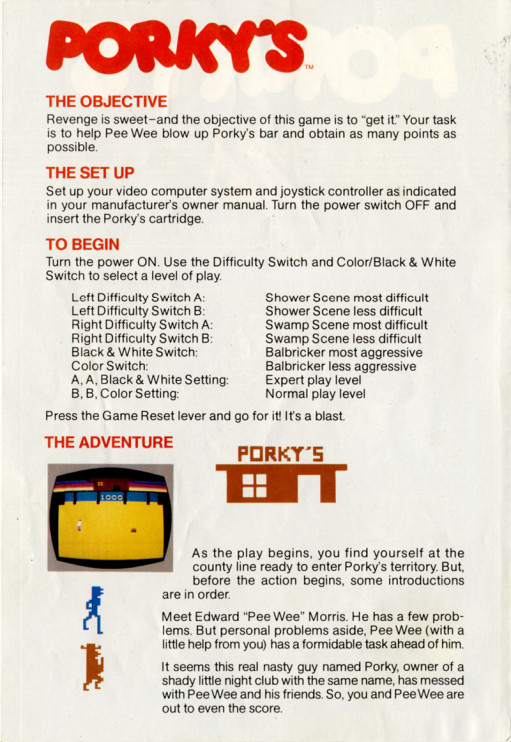 PORKY'S™
THE OBJECTIVE
Revenge is sweet–and the objective of this game is to “get it.” Your task
is to help Pee Wee blow up Porky's bar and obtain as many points as
possible.
THE SET UP
Set up your video computer system and joystick controller as indicated
in your manufacturer's owner manual. Turn the power switch OFF and
insert the Porky's cartridge.
TO BEGIN
Turn the power ON. Use the Difficulty Switch and Color/Black & White
Switch to select a level of play.
Left Difficulty Switch A: Shower Scene most difficult
Left Difficulty Switch B: Shower Scene less difficult
Right Difficulty Switch A: Swamp Scene most difficult
Right Difficulty Switch B: Swamp Scene less difficult
Black & White Switch: Balbricker most aggressive
Color Switch: Balbricker less aggressive
A, A, Black & White Setting: Expert play level
B, B, Color Setting: Normal play level
Press the Game Reset lever and go for it! It's a blast.
THE ADVENTURE
PORKY'S
1000
As the play begins, you find yourself at the
county line ready to enter Porky's territory. But,
before the action begins, some introductions
are in order.
Meet Edward “Pee Wee” Morris. He has a few prob-
lems. But personal problems aside, Pee Wee (with a
little help from you) has a formidable task ahead of him.
It seems this real nasty guy named Porky, owner of a
shady little night club with the same name, has messed
with Pee Wee and his friends. So, you and Pee Wee are
out to even the score.